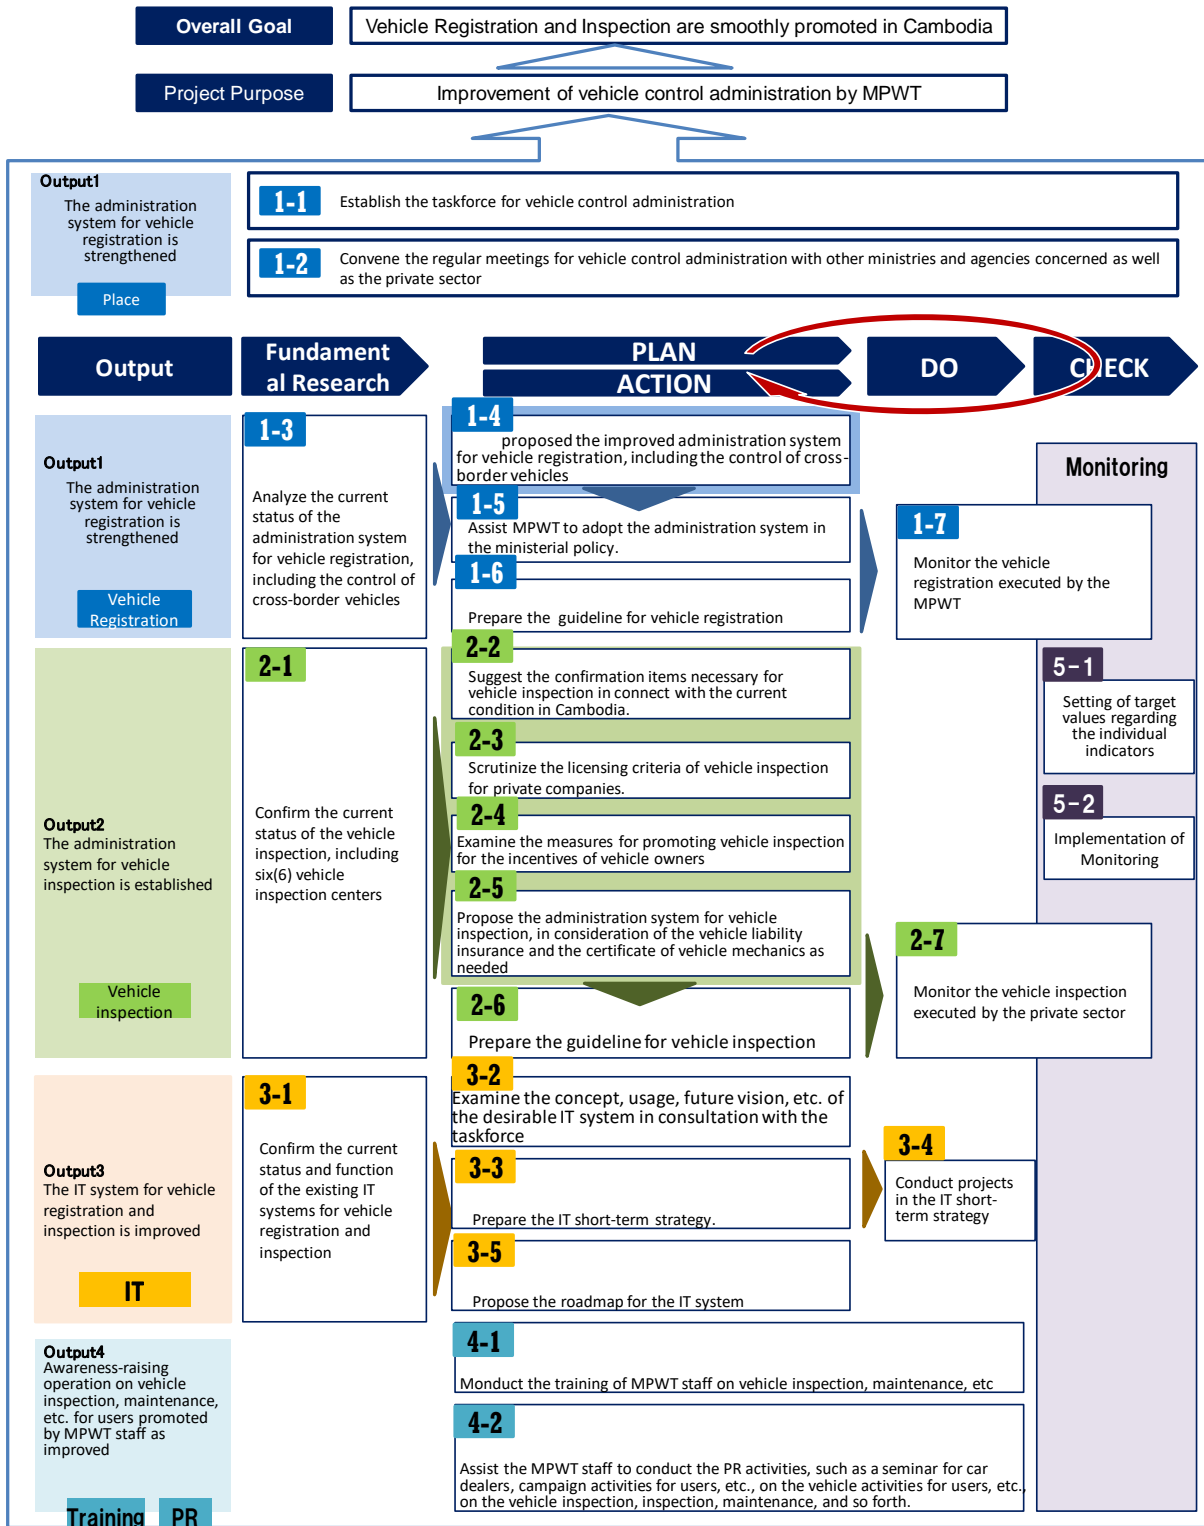 Overall Goal
Vehicle Registration and Inspection are smoothly promoted in Cambodia
Project Purpose
Improvement of vehicle control administration by MPWT
Output1
The administration
system for vehicle
registration is
strengthened
Place
1-1
Establish the taskforce for vehicle control administration
1-2
Convene the regular meetings for vehicle control administration with other ministries and agencies concerned as well
as the private sector
Output
Fundament
al Research
PLAN
ACTION
DO
CHECK
Output1
The administration
system for vehicle
registration is
strengthened
Vehicle
Registration
1-3
Analyze the current
status of the
administration system
for vehicle registration,
including the control of
cross-border vehicles
1-4
proposed the improved administration system
for vehicle registration, including the control of cross-
border vehicles
1-5
Assist MPWT to adopt the administration system in
the ministerial policy.
1-6
Prepare the guideline for vehicle registration
1-7
Monitor the vehicle
registration executed by the
MPWT
Monitoring
5-1
Setting of target
values regarding
the individual
indicators
5-2
Implementation of
Monitoring
Output2
The administration
system for vehicle
inspection is established
Vehicle
inspection
2-1
Confirm the current
status of the vehicle
inspection, including
six(6) vehicle
inspection centers
2-2
Suggest the confirmation items necessary for
vehicle inspection in connect with the current
condition in Cambodia.
2-3
Scrutinize the licensing criteria of vehicle inspection
for private companies.
2-4
Examine the measures for promoting vehicle inspection
for the incentives of vehicle owners
2-5
Propose the administration system for vehicle
inspection, in consideration of the vehicle liability
insurance and the certificate of vehicle mechanics as
needed
2-6
Prepare the guideline for vehicle inspection
2-7
Monitor the vehicle inspection
executed by the private sector
Output3
The IT system for vehicle
registration and
inspection is improved
IT
3-1
Confirm the current
status and function
of the existing IT
systems for vehicle
registration and
inspection
3-2
Examine the concept, usage, future vision, etc. of
the desirable IT system in consultation with the
taskforce
3-3
Prepare the IT short-term strategy.
3-5
Propose the roadmap for the IT system
3-4
Conduct projects
in the IT short-
term strategy
Output4
Awareness-raising
operation on vehicle
inspection, maintenance,
etc. for users promoted
by MPWT staff as
improved
Training
PR
4-1
Monduct the training of MPWT staff on vehicle inspection, maintenance, etc
4-2
Assist the MPWT staff to conduct the PR activities, such as a seminar for car
dealers, campaign activities for users, etc., on the vehicle activities for users, etc.,
on the vehicle inspection, inspection, maintenance, and so forth.